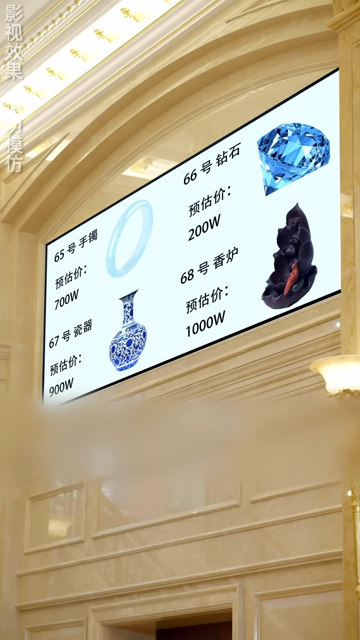 影视效果 请勿模仿
65 号 手镯
预估价：
700W
66 号 钻石
预估价：
200W
67 号 瓷器
预估价：
900W
68 号 香炉
预估价：
1000W